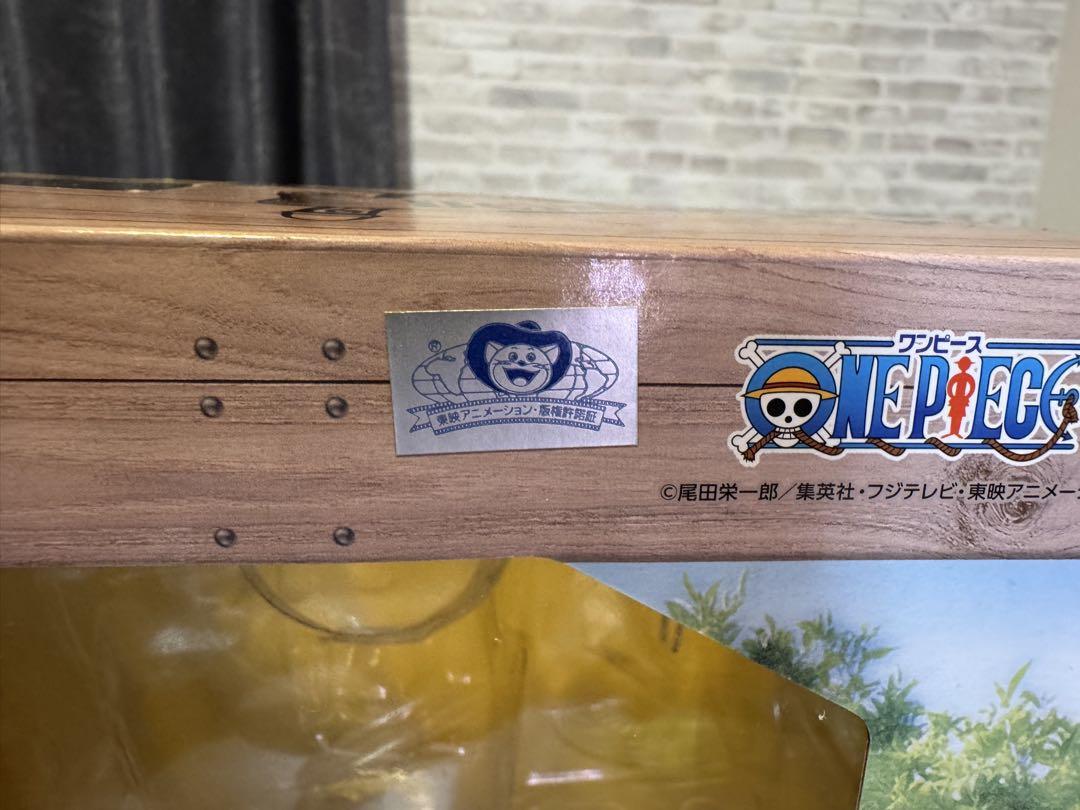 ®
東映アニメーション・版権許諾証
ワンピース
ONE PIECE
©尾田栄一郎／集英社・フジテレビ・東映アニメー